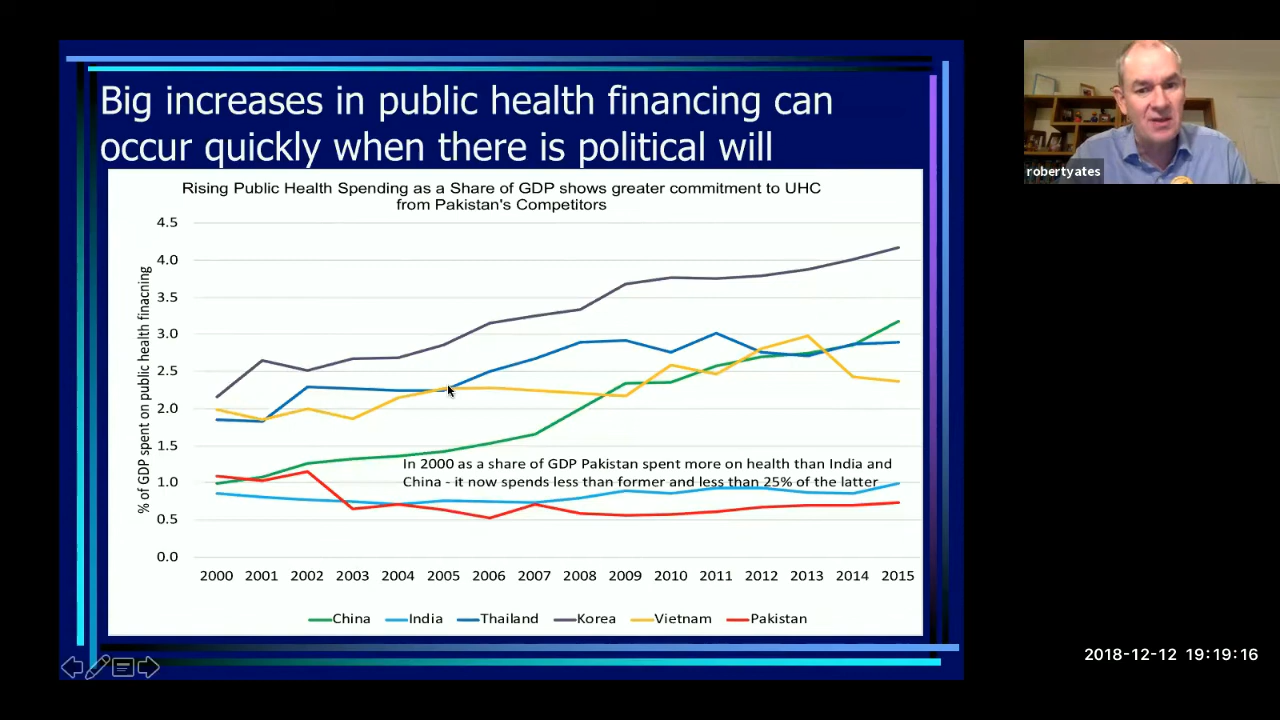 Big increases in public health financing can
occur quickly when there is political will
Rising Public Health Spending as a Share of GDP shows greater commitment to UHC
from Pakistan's Competitors
% of GDP spent on public health finacning
4.5
4.0
3.5
3.0
2.5
2.0
1.5
1.0
0.5
0.0
In 2000 as a share of GDP Pakistan spent more on health than India and
China - it now spends less than former and less than 25% of the latter
2000 2001 2002 2003 2004 2005 2006 2007 2008 2009 2010 2011 2012 2013 2014 2015
China India Thailand Korea Vietnam Pakistan
robertyates
2018-12-12 19:19:16